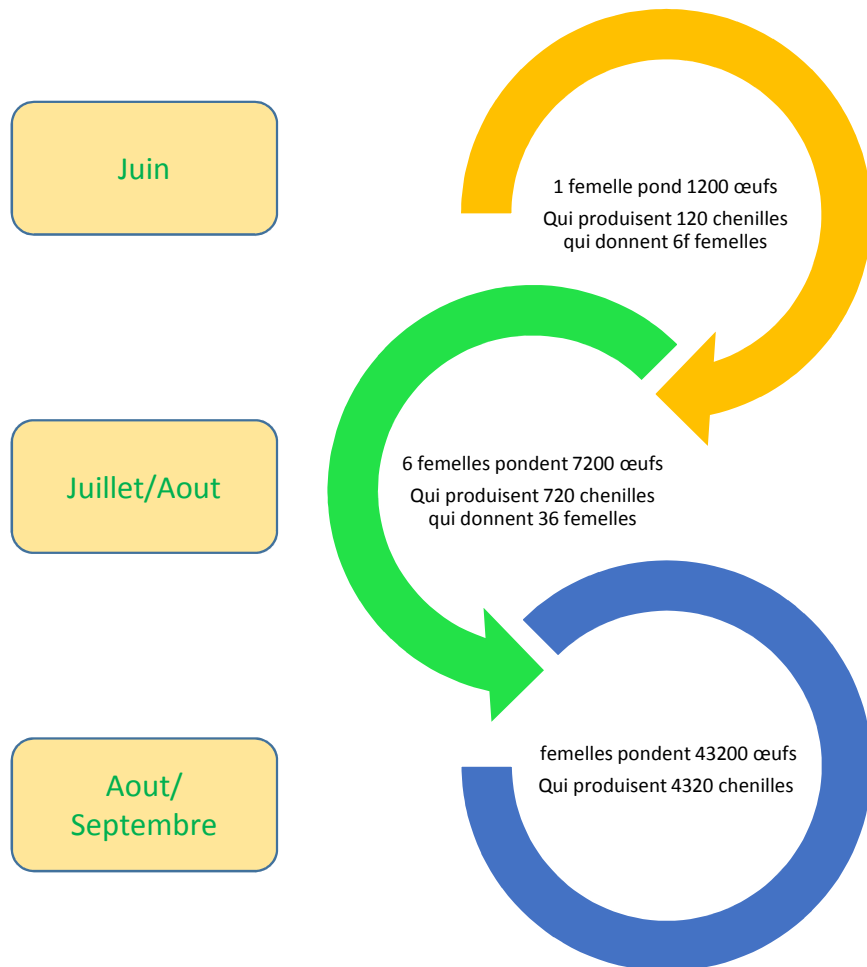 Juin
1 femelle pond 1200 œufs
Qui produisent 120 chenilles
qui donnent 6f femelles
Juillet/Aout
6 femelles pondent 7200 œufs
Qui produisent 720 chenilles
qui donnent 36 femelles
Aout/
Septembre
femelles pondent 43200 œufs
Qui produisent 4320 chenilles